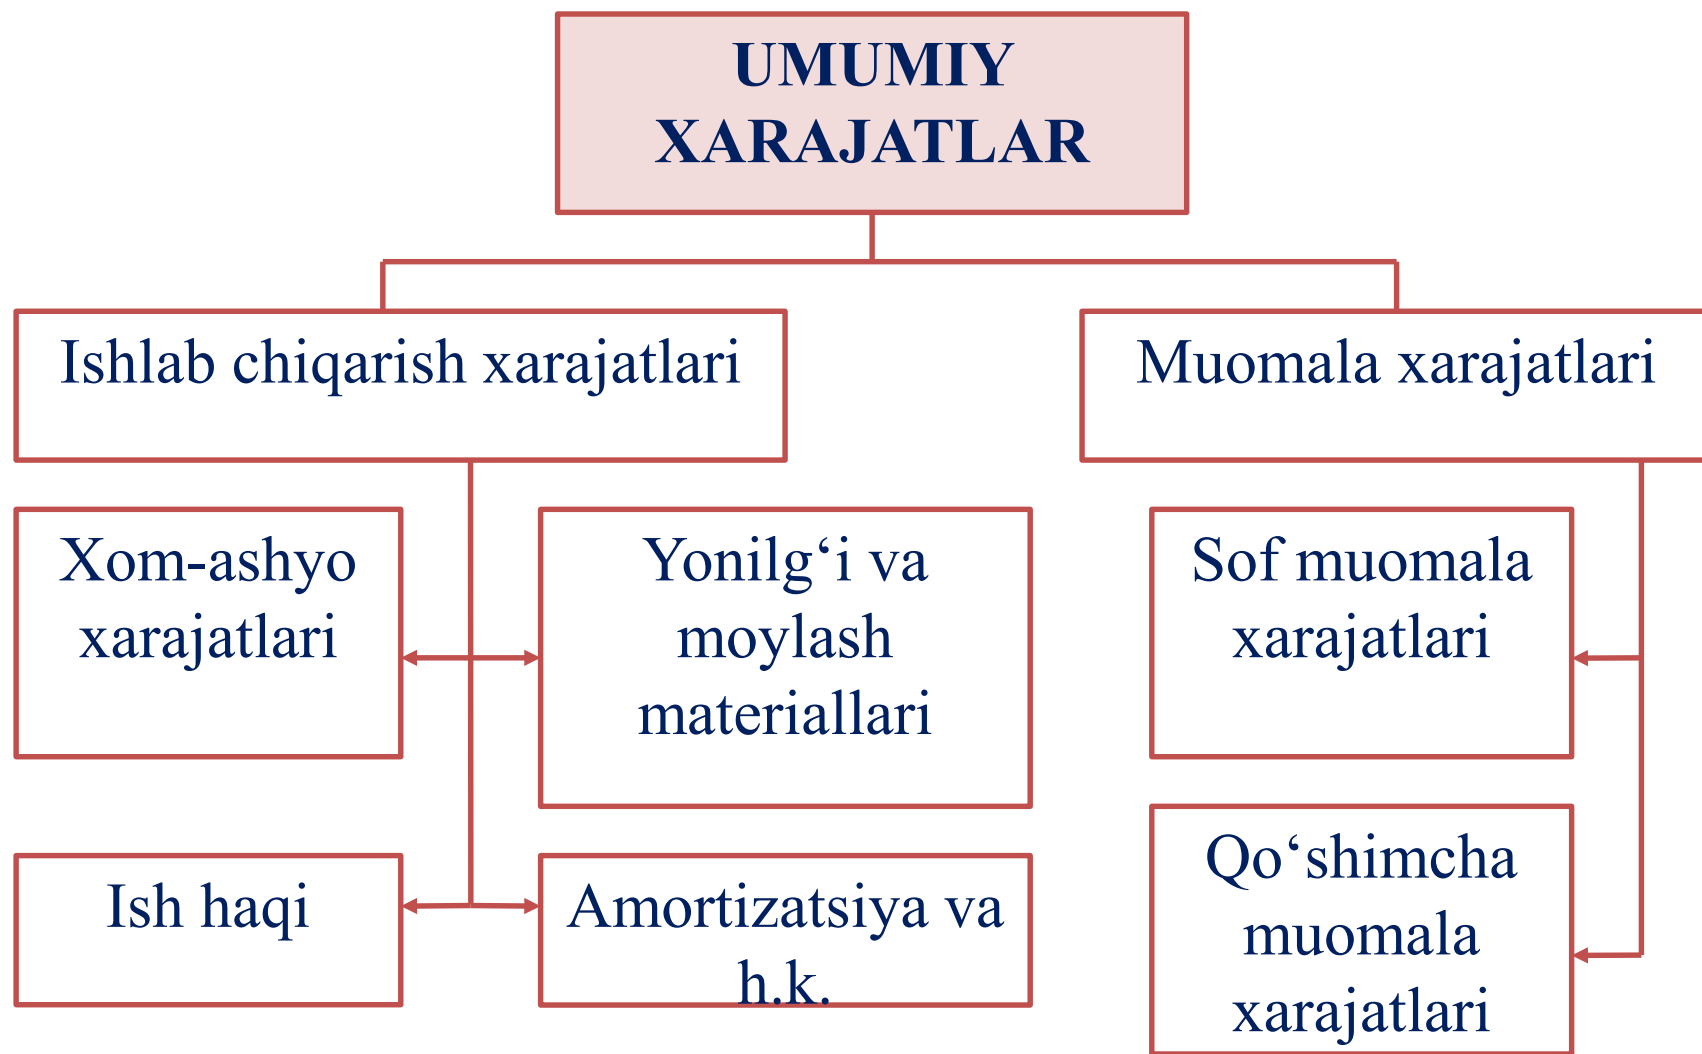 UMUMIY
XARAJATLAR
Ishlab chiqarish xarajatlari
Muomala xarajatlari
Xom-ashyo
xarajatlari
Yonilg‘i va
moylash
materiallari
Sof muomala
xarajatlari
Ish haqi
Amortizatsiya va
h.k.
Qo‘shimcha
muomala
xarajatlari